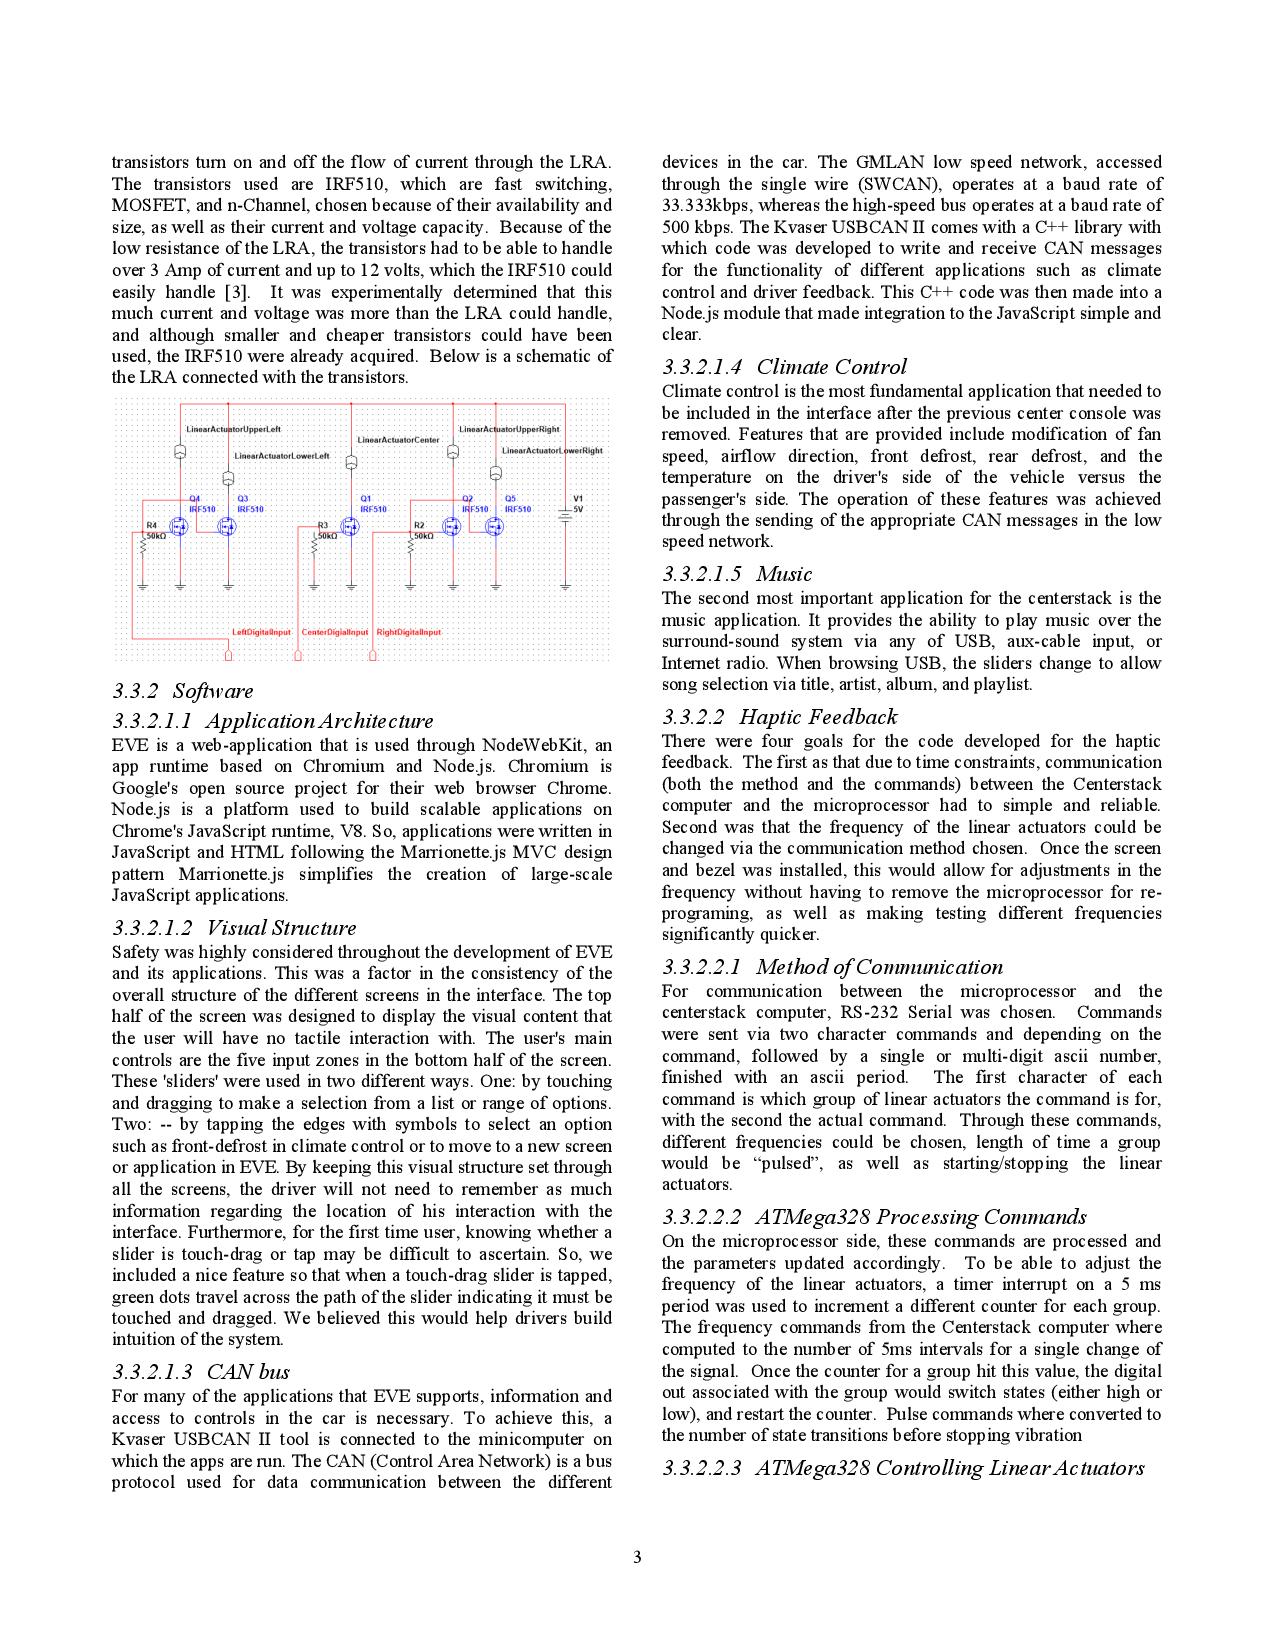 transistors turn on and off the flow of current through the LRA.
The transistors used are IRF510, which are fast switching,
MOSFET, and n-Channel, chosen because of their availability and
size, as well as their current and voltage capacity. Because of the
low resistance of the LRA, the transistors had to be able to handle
over 3 Amp of current and up to 12 volts, which the IRF510 could
easily handle [3]. It was experimentally determined that this
much current and voltage was more than the LRA could handle,
and although smaller and cheaper transistors could have been
used, the IRF510 were already acquired. Below is a schematic of
the LRA connected with the transistors.
LinearActuatorUpperLeft
LinearActuatorUpperRight
LinearActuatorCenter
LinearActuatorLowerLeft
LinearActuatorLowerRight
Q4 Q3 Q1 Q2 Q5 V1
IRF510 IRF510 IRF510 IRF510 IRF510 5V
R4 R3 R2
50kΩ 50kΩ 50kΩ
LeftDigitalInput CenterDigialInput RightDigitalInput
3.3.2 Software
3.3.2.1.1 Application Architecture
EVE is a web-application that is used through NodeWebKit, an
app runtime based on Chromium and Node.js. Chromium is
Google's open source project for their web browser Chrome.
Node.js is a platform used to build scalable applications on
Chrome's JavaScript runtime, V8. So, applications were written in
JavaScript and HTML following the Marrionette.js MVC design
pattern Marrionette.js simplifies the creation of large-scale
JavaScript applications.
3.3.2.1.2 Visual Structure
Safety was highly considered throughout the development of EVE
and its applications. This was a factor in the consistency of the
overall structure of the different screens in the interface. The top
half of the screen was designed to display the visual content that
the user will have no tactile interaction with. The user's main
controls are the five input zones in the bottom half of the screen.
These 'sliders' were used in two different ways. One: by touching
and dragging to make a selection from a list or range of options.
Two: -- by tapping the edges with symbols to select an option
such as front-defrost in climate control or to move to a new screen
or application in EVE. By keeping this visual structure set through
all the screens, the driver will not need to remember as much
information regarding the location of his interaction with the
interface. Furthermore, for the first time user, knowing whether a
slider is touch-drag or tap may be difficult to ascertain. So, we
included a nice feature so that when a touch-drag slider is tapped,
green dots travel across the path of the slider indicating it must be
touched and dragged. We believed this would help drivers build
intuition of the system.
3.3.2.1.3 CAN bus
For many of the applications that EVE supports, information and
access to controls in the car is necessary. To achieve this, a
Kvaser USBCAN II tool is connected to the minicomputer on
which the apps are run. The CAN (Control Area Network) is a bus
protocol used for data communication between the different
devices in the car. The GMLAN low speed network, accessed
through the single wire (SWCAN), operates at a baud rate of
33.333kbps, whereas the high-speed bus operates at a baud rate of
500 kbps. The Kvaser USBCAN II comes with a C++ library with
which code was developed to write and receive CAN messages
for the functionality of different applications such as climate
control and driver feedback. This C++ code was then made into a
Node.js module that made integration to the JavaScript simple and
clear.
3.3.2.1.4 Climate Control
Climate control is the most fundamental application that needed to
be included in the interface after the previous center console was
removed. Features that are provided include modification of fan
speed, airflow direction, front defrost, rear defrost, and the
temperature on the driver's side of the vehicle versus the
passenger's side. The operation of these features was achieved
through the sending of the appropriate CAN messages in the low
speed network.
3.3.2.1.5 Music
The second most important application for the centerstack is the
music application. It provides the ability to play music over the
surround-sound system via any of USB, aux-cable input, or
Internet radio. When browsing USB, the sliders change to allow
song selection via title, artist, album, and playlist.
3.3.2.2 Haptic Feedback
There were four goals for the code developed for the haptic
feedback. The first as that due to time constraints, communication
(both the method and the commands) between the Centerstack
computer and the microprocessor had to simple and reliable.
Second was that the frequency of the linear actuators could be
changed via the communication method chosen. Once the screen
and bezel was installed, this would allow for adjustments in the
frequency without having to remove the microprocessor for re-
programing, as well as making testing different frequencies
significantly quicker.
3.3.2.2.1 Method of Communication
For communication between the microprocessor and the
centerstack computer, RS-232 Serial was chosen. Commands
were sent via two character commands and depending on the
command, followed by a single or multi-digit ascii number,
finished with an ascii period. The first character of each
command is which group of linear actuators the command is for,
with the second the actual command. Through these commands,
different frequencies could be chosen, length of time a group
would be “pulsed”, as well as starting/stopping the linear
actuators.
3.3.2.2.2 ATMega328 Processing Commands
On the microprocessor side, these commands are processed and
the parameters updated accordingly. To be able to adjust the
frequency of the linear actuators, a timer interrupt on a 5 ms
period was used to increment a different counter for each group.
The frequency commands from the Centerstack computer where
computed to the number of 5ms intervals for a single change of
the signal. Once the counter for a group hit this value, the digital
out associated with the group would switch states (either high or
low), and restart the counter. Pulse commands where converted to
the number of state transitions before stopping vibration
3.3.2.2.3 ATMega328 Controlling Linear Actuators
3